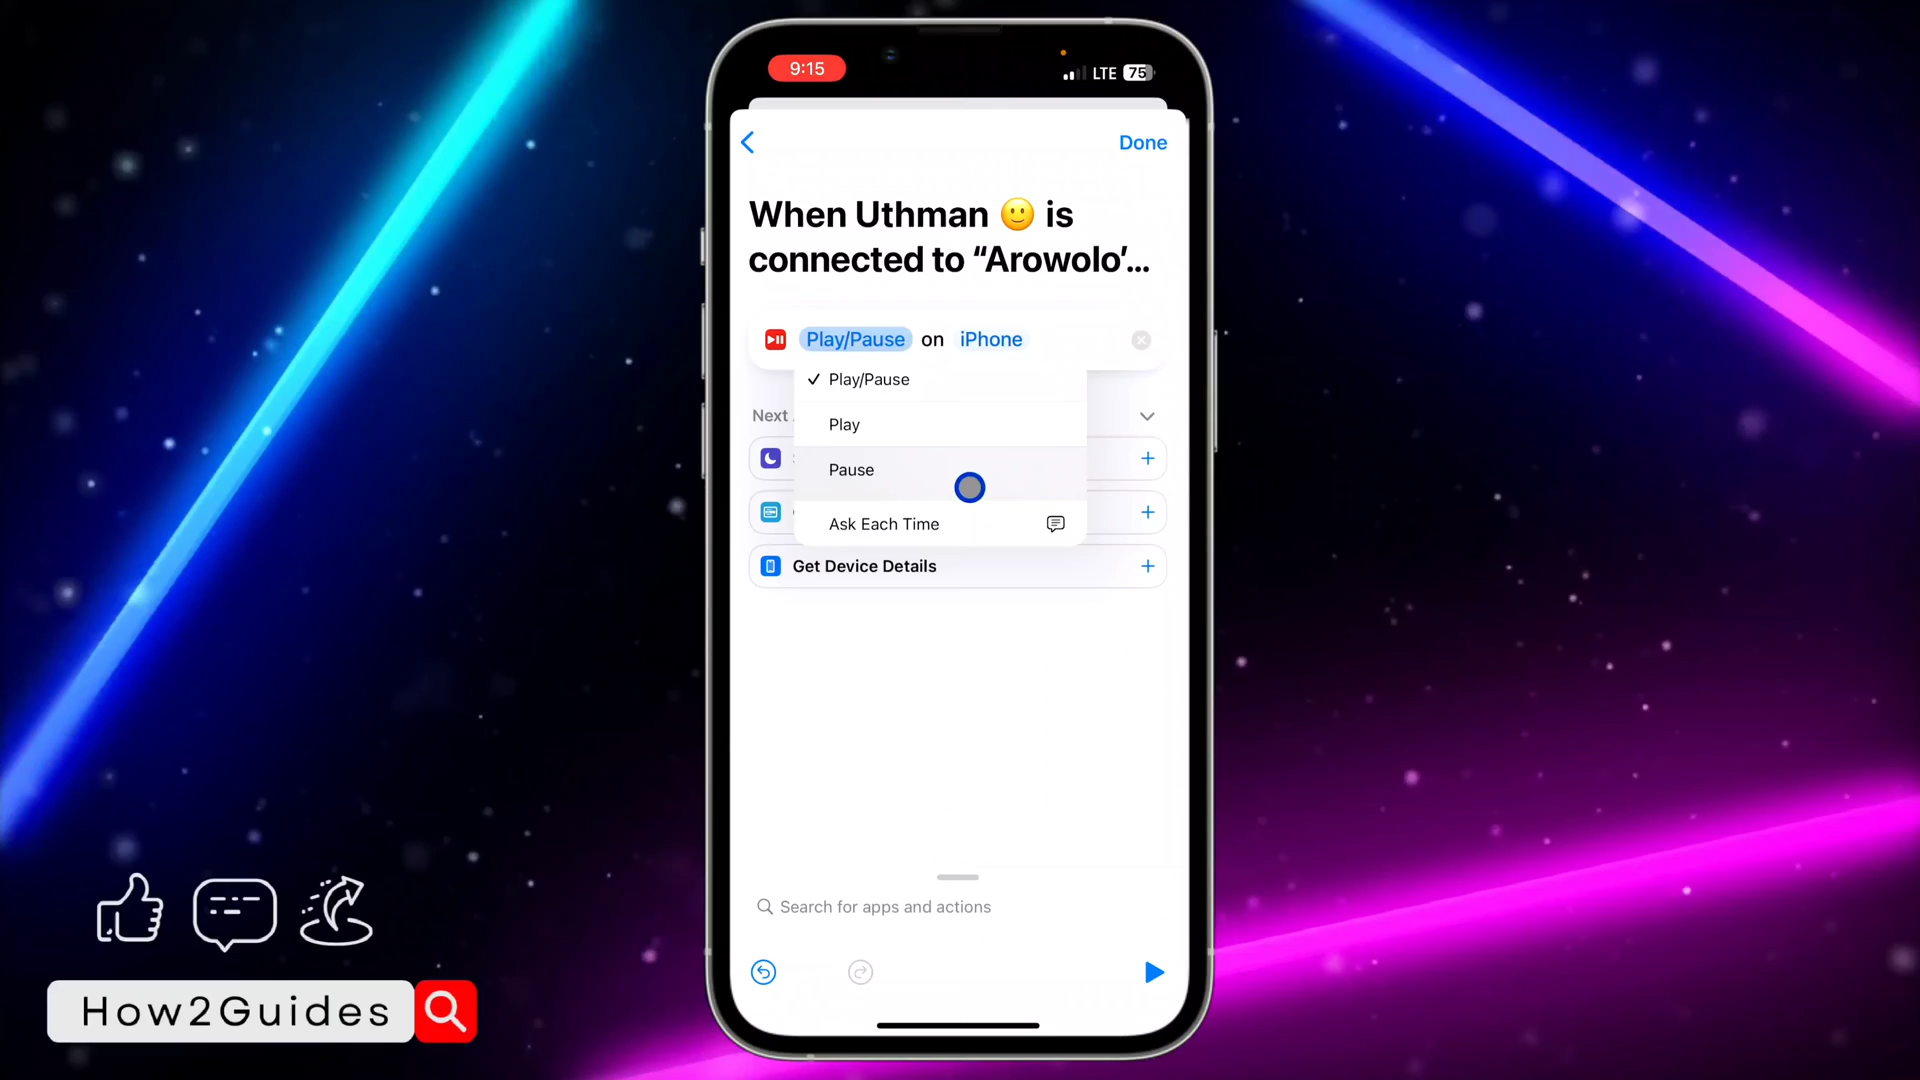 9:15
LTE 75
Done
When Uthman 🙂 is
connected to “Arowolo’...
Play/Pause on iPhone
Play/Pause
Next
Play
Pause
Ask Each Time
Get Device Details
Search for apps and actions
How2Guides